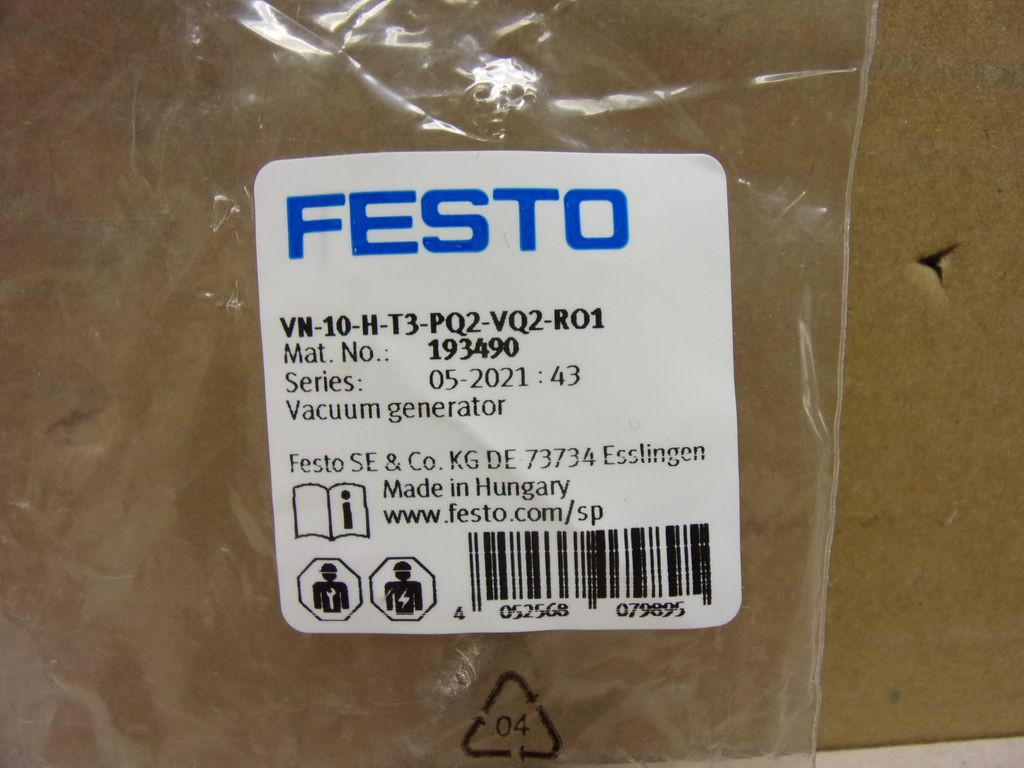 FESTO
VN-10-H-T3-PQ2-VQ2-RO1
Mat. No.: 193490
Series: 05-2021 : 43
Vacuum generator
Festo SE & Co. KG DE 73734 Esslingen
Made in Hungary
www.festo.com/sp
4 052568 079895
04